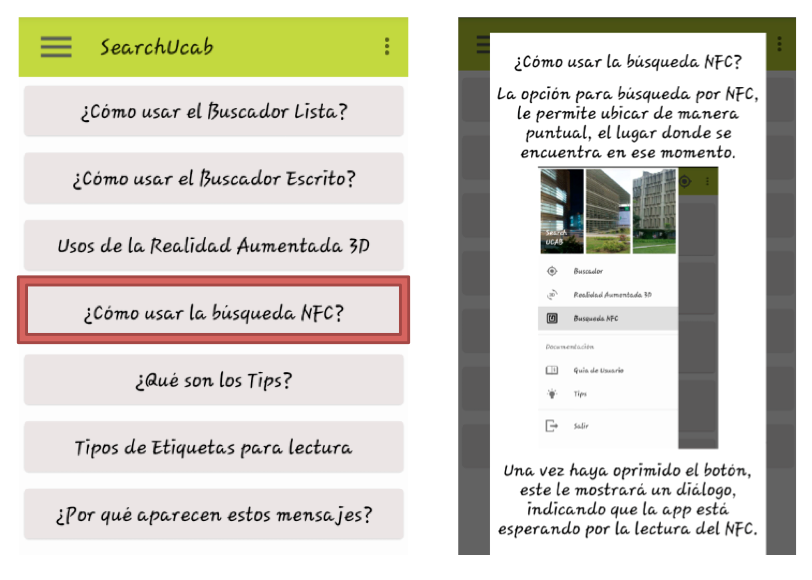 SearchUcab
¿Cómo usar el Buscador Lista?
¿Cómo usar el Buscador Escrito?
Usos de la Realidad Aumentada 3D
¿Cómo usar la búsqueda NFC?
¿Qué son los Tips?
Tipos de Etiquetas para lectura
¿Por qué aparecen estos mensajes?
¿Cómo usar la búsqueda NFC?
La opción para búsqueda por NFC,
le permite ubicar de manera
puntual, el lugar donde se
encuentra en ese momento.
Search
UCAB
Buscador
Realidad Aumentada 3D
Busqueda NFC
Documentación
Guía de Usuario
Tips
Salir
Una vez haya oprimido el botón,
este le mostrará un diálogo,
indicando que la app está
esperando por la lectura del NFC.